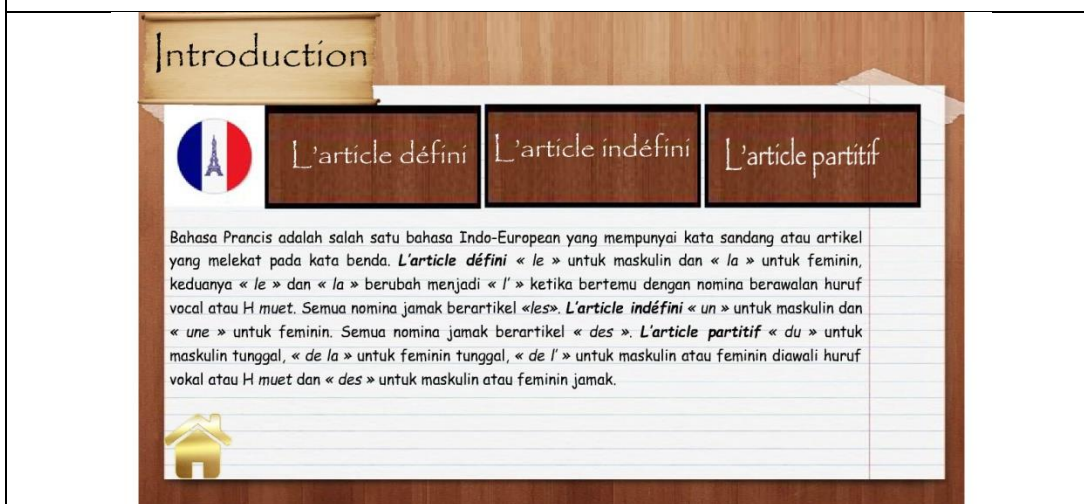 Introduction
L'article défini
L'article indéfini
L'article partitif
Bahasa Prancis adalah salah satu bahasa Indo-European yang mempunyai kata sandang atau artikel
yang melekat pada kata benda. L'article défini « le » untuk maskulin dan « la » untuk feminin,
keduanya « le » dan « la » berubah menjadi « l' » ketika bertemu dengan nomina berawalan huruf
vocal atau H muet. Semua nomina jamak berartikel «les». L'article indéfini « un » untuk maskulin dan
« une » untuk feminin. Semua nomina jamak berartikel « des ». L'article partitif « du » untuk
maskulin tunggal, « de la » untuk feminin tunggal, « de l' » untuk maskulin atau feminin diawali huruf
vokal atau H muet dan « des » untuk maskulin atau feminin jamak.